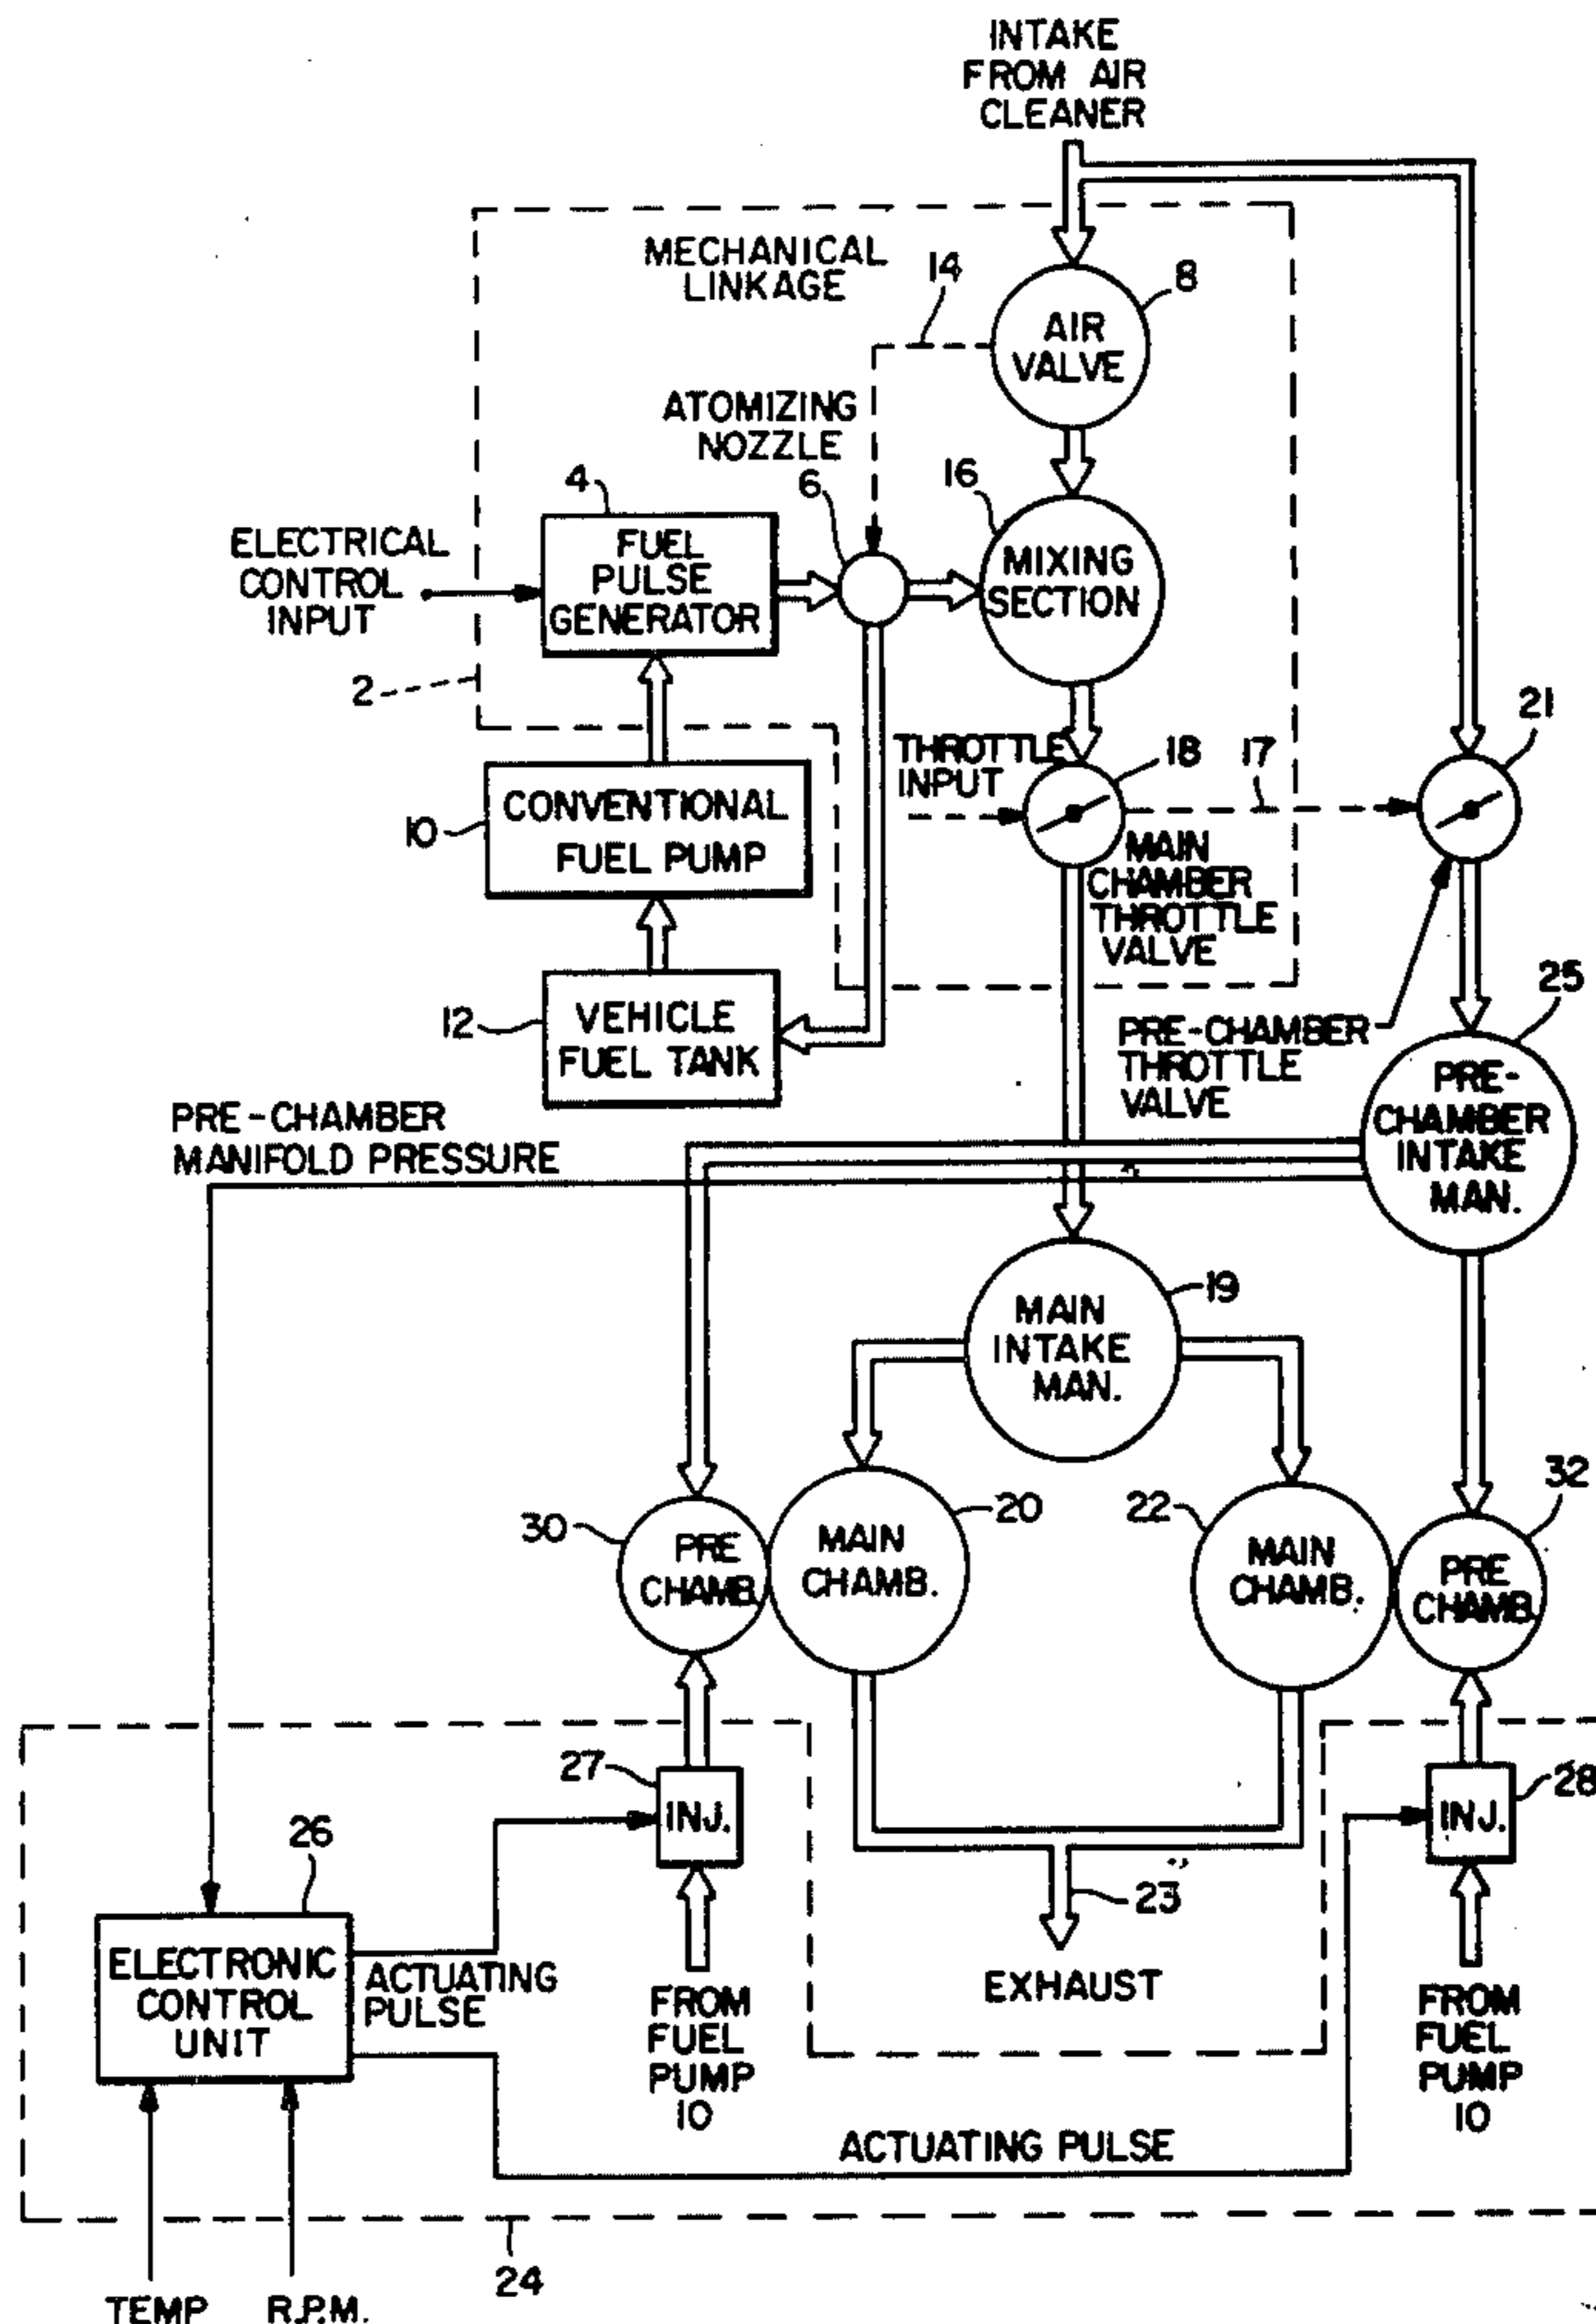 INTAKE
FROM AIR
CLEANER
MECHANICAL
LINKAGE
14
8
AIR
VALVE
ATOMIZING
NOZZLE
4
6
16
ELECTRICAL
CONTROL
INPUT
FUEL
PULSE
GENERATOR
MIXING
SECTION
2
THROTTLE
INPUT
18
17
21
10
CONVENTIONAL
FUEL PUMP
MAIN
CHAMBER
THROTTLE
VALVE
12
VEHICLE
FUEL TANK
PRE-CHAMBER
THROTTLE
VALVE
25
PRE-
CHAMBER
INTAKE
MAN.
PRE-CHAMBER
MANIFOLD PRESSURE
19
MAIN
INTAKE
MAN.
30
PRE
CHAMB.
20
MAIN
CHAMB.
22
MAIN
CHAMB.
32
PRE
CHAMB.
27
INJ.
28
INJ.
26
23
ELECTRONIC
CONTROL
UNIT
ACTUATING
PULSE
FROM
FUEL
PUMP
10
EXHAUST
FROM
FUEL
PUMP
10
ACTUATING PULSE
24
TEMP
R.P.M.